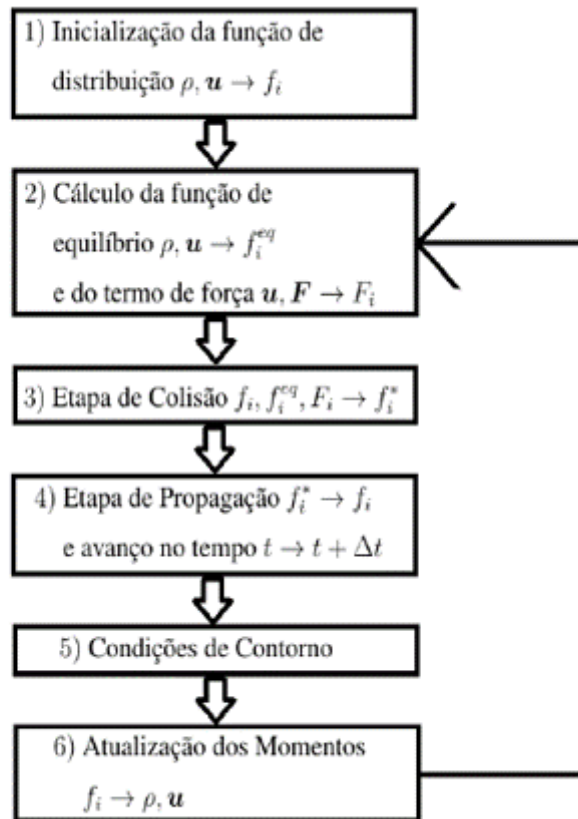 1) Inicialização da função de
distribuição ρ, u → f_i
2) Cálculo da função de
equilíbrio ρ, u → f_i^{eq}
e do termo de força u, F → F_i
3) Etapa de Colisão f_i, f_i^{eq}, F_i → f_i^*
4) Etapa de Propagação f_i^* → f_i
e avanço no tempo t → t + Δt
5) Condições de Contorno
6) Atualização dos Momentos
f_i → ρ, u